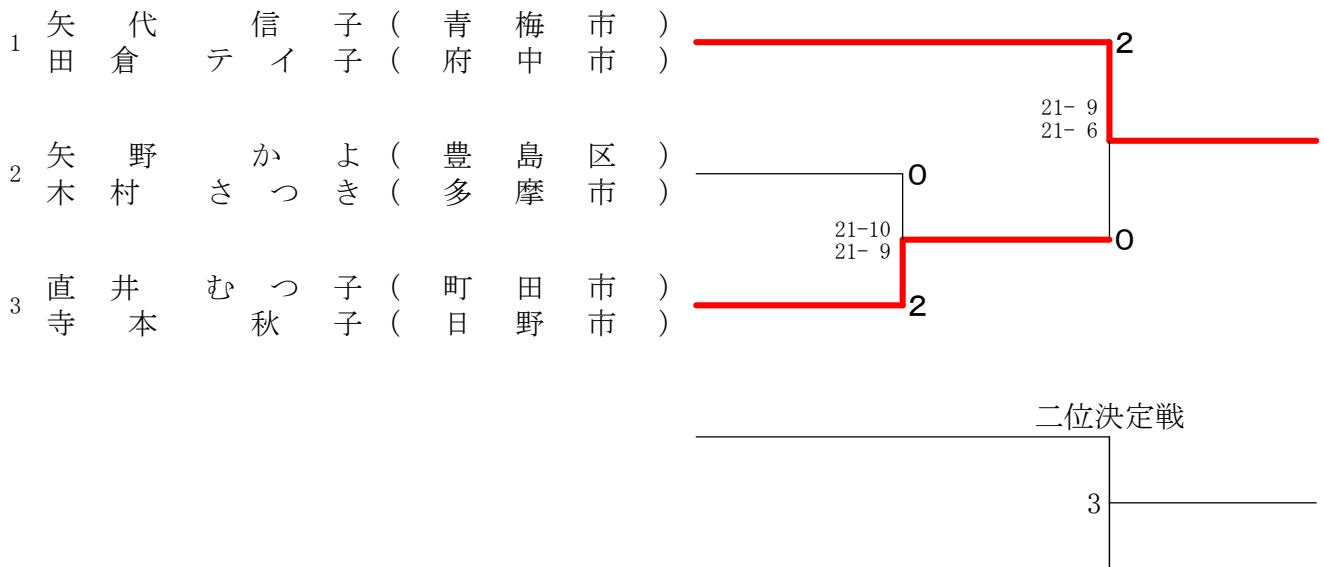 1 矢代 信子(青梅市)
田倉 テイ子(府中市)
2
21- 9
21- 6
2 矢野 かよ(豊島区)
木村 さつき(多摩市)
0
21-10
21- 9
0
3 直井 むつ子(町田市)
寺本 秋子(日野市)
2
二位決定戦
3